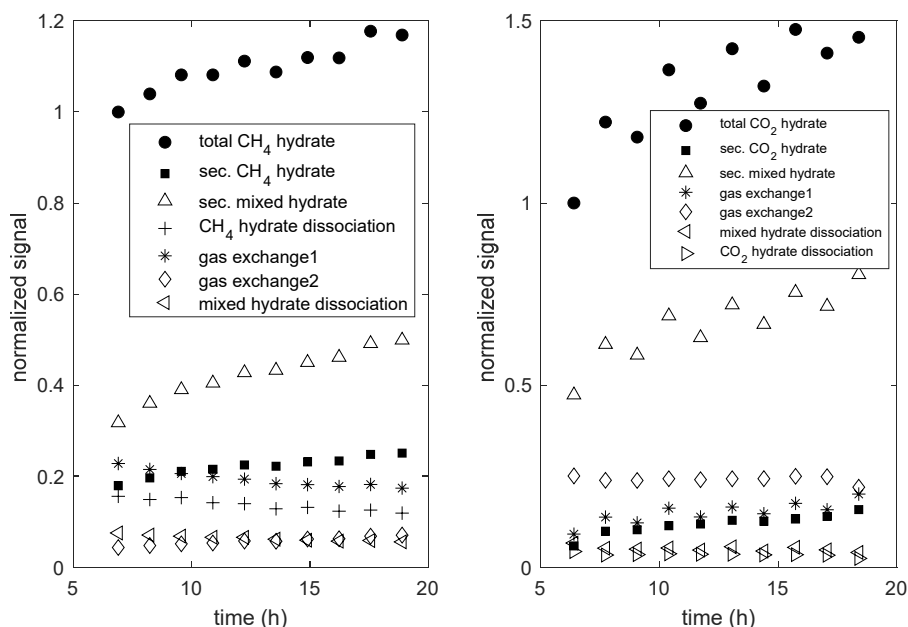 1.2
1
0.8
0.6
0.4
0.2
0
5
10
15
20
time (h)
normalized signal
total CH4 hydrate
sec. CH4 hydrate
sec. mixed hydrate
CH4 hydrate dissociation
gas exchange1
gas exchange2
mixed hydrate dissociation
1.5
1
0.5
0
5
10
15
20
time (h)
normalized signal
total CO2 hydrate
sec. CO2 hydrate
sec. mixed hydrate
gas exchange1
gas exchange2
mixed hydrate dissociation
CO2 hydrate dissociation